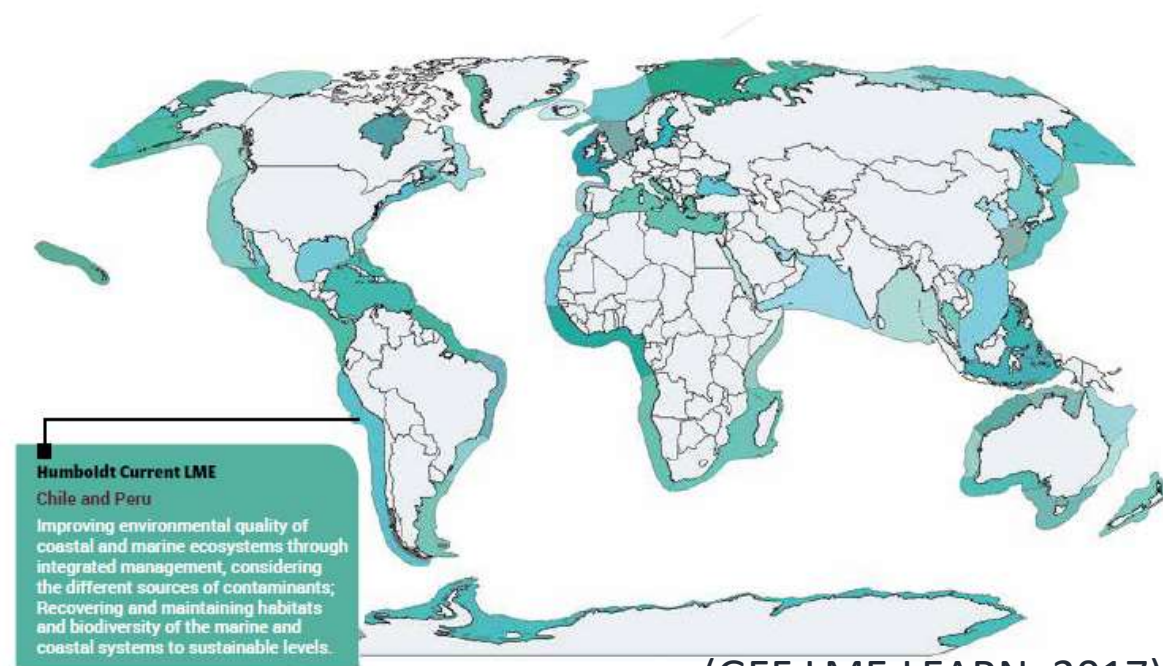 Humboldt Current LME
Chile and Peru
Improving environmental quality of
coastal and marine ecosystems through
integrated management, considering
the different sources of contaminants;
Recovering and maintaining habitats
and biodiversity of the marine and
coastal systems to sustainable levels.
(GEF LME:LEARN, 2017)